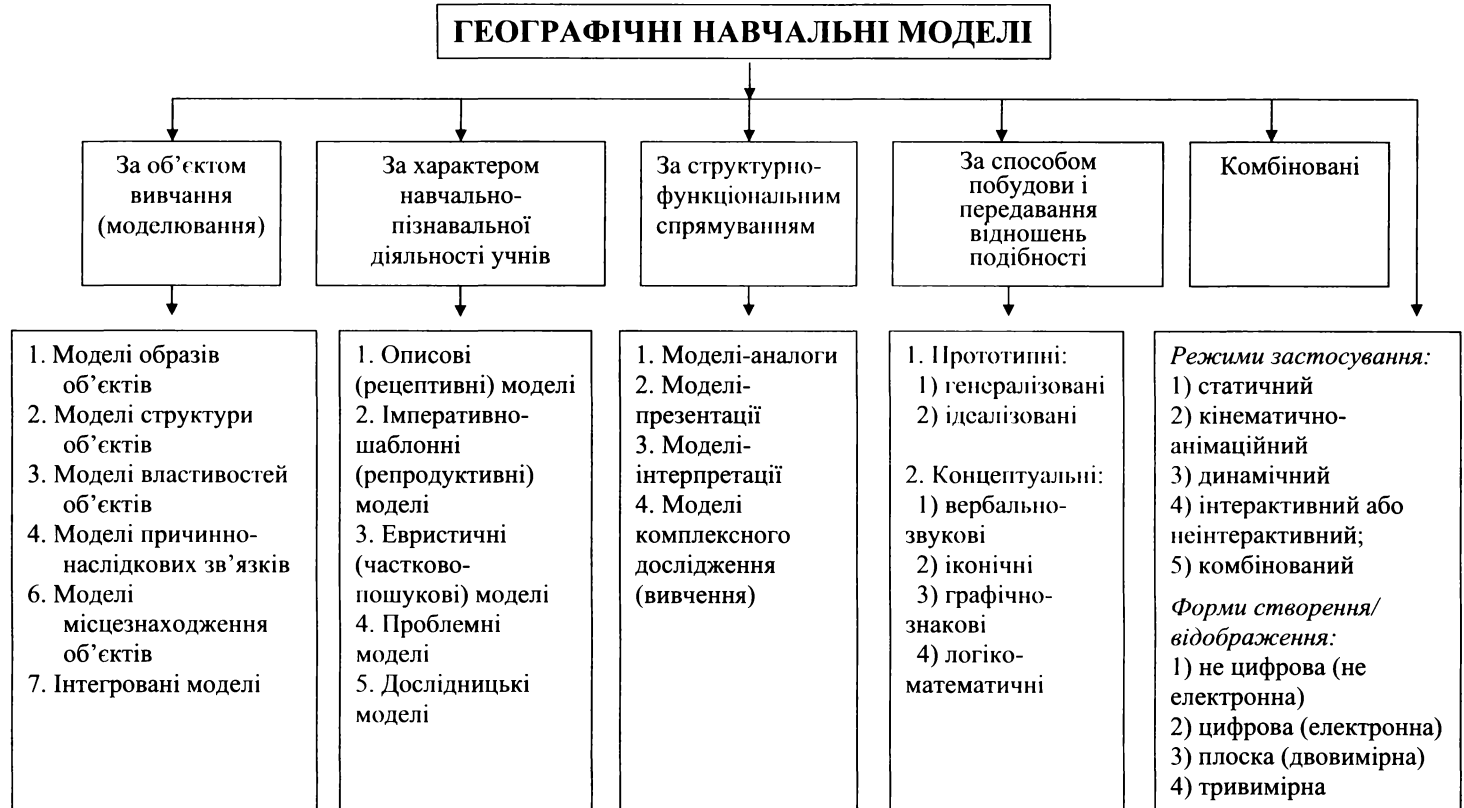 ГЕОГРАФІЧНІ НАВЧАЛЬНІ МОДЕЛІ
За об’єктом
вивчання
(моделювання)
За характером
навчально-
пізнавальної
діяльності учнів
За структурно-
функціональним
спрямуванням
За способом
побудови і
передавання
відношень
подібності
Комбіновані
1. Моделі образів
об’єктів
2. Моделі структури
об’єктів
3. Моделі властивостей
об’єктів
4. Моделі причинно-
наслідкових зв’язків
6. Моделі
місцезнаходження
об’єктів
7. Інтегровані моделі
1. Описові
(рецептивні) моделі
2. Імперативно-
шаблонні
(репродуктивні)
моделі
3. Евристичні
(частково-
пошукові) моделі
4. Проблемні
моделі
5. Дослідницькі
моделі
1. Моделі-аналоги
2. Моделі-
презентації
3. Моделі-
інтерпретації
4. Моделі
комплексного
дослідження
(вивчення)
1. Прототипні:
1) генералізовані
2) ідеалізовані
2. Концептуальні:
1) вербально-
звукові
2) іконічні
3) графічно-
знакові
4) логіко-
математичні
Режими застосування:
1) статичний
2) кінематично-
анімаційний
3) динамічний
4) інтерактивний або
неінтерактивний;
5) комбінований
Форми створення/
відображення:
1) не цифрова (не
електронна)
2) цифрова (електронна)
3) плоска (двовимірна)
4) тривимірна